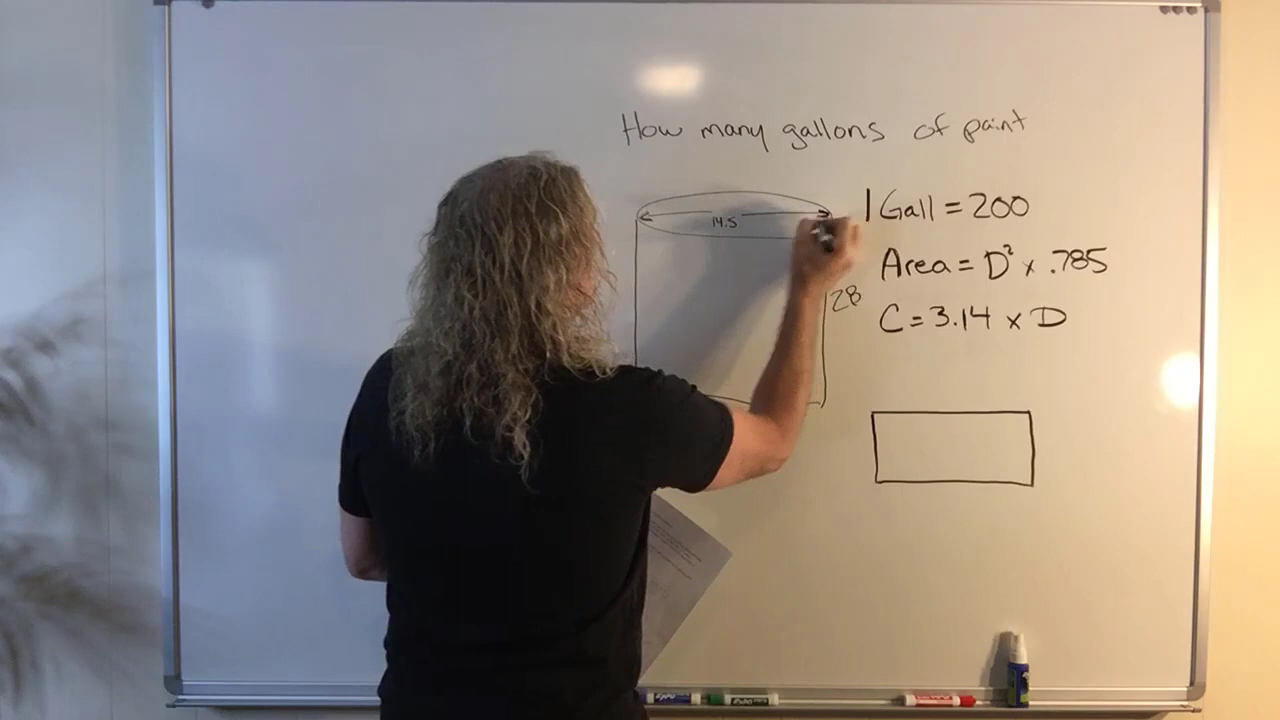 How many gallons of paint
14.5
1 Gall = 200
Area = D² x .785
28
C = 3.14 x D